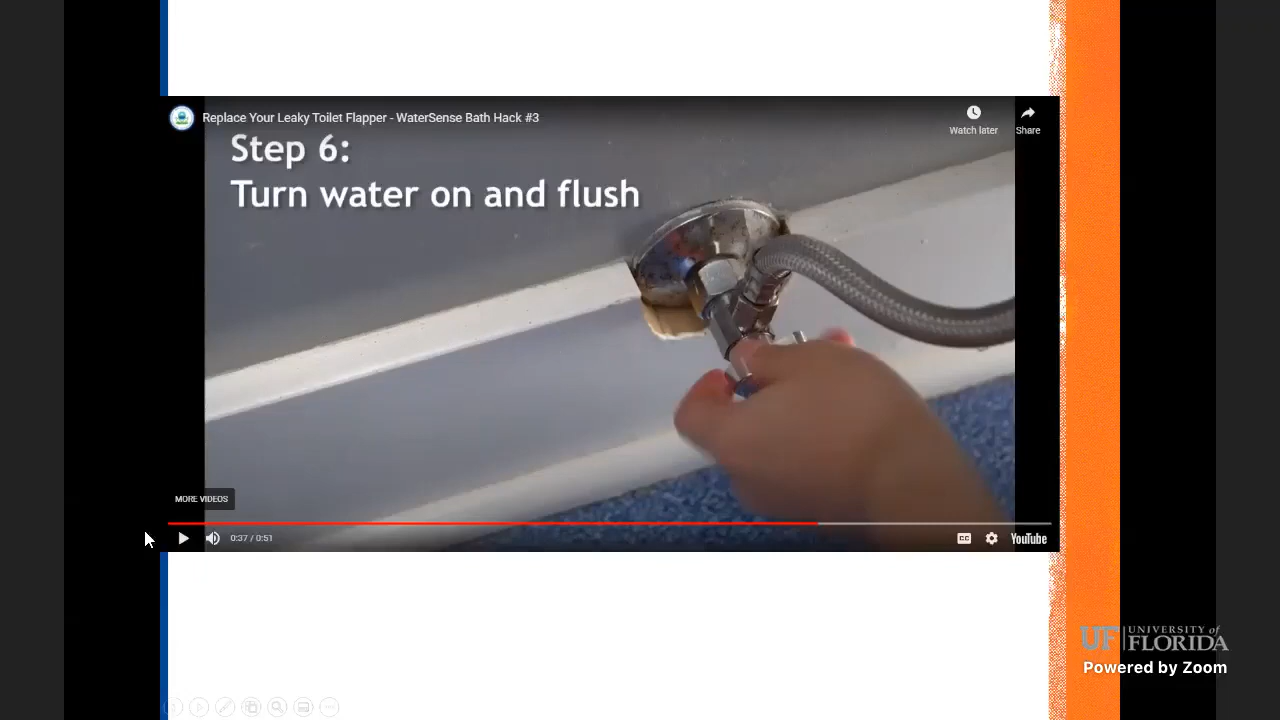 Replace Your Leaky Toilet Flapper - WaterSense Bath Hack #3
Watch later
Share
Step 6:
Turn water on and flush
MORE VIDEOS
0:37 / 0:51
CC
YouTube
UF UNIVERSITY of
FLORIDA
Powered by Zoom